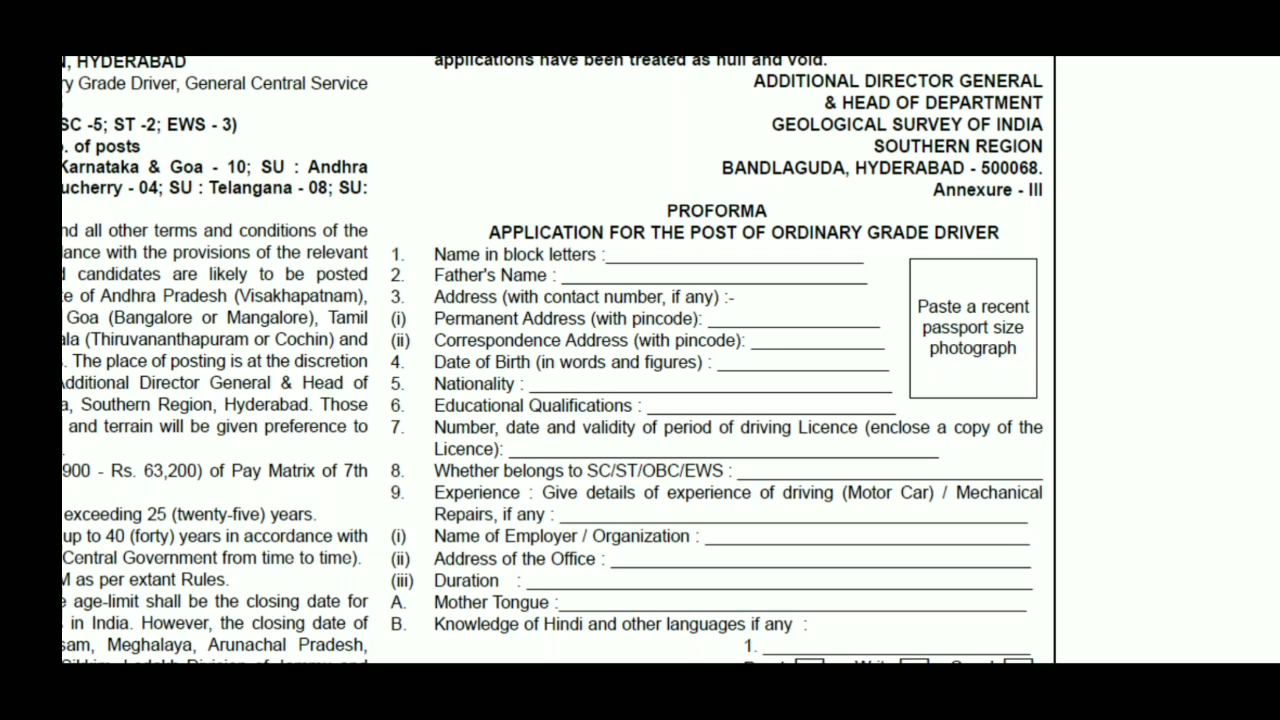 HYDERABAD
Grade Driver, General Central Service
SC -5; ST -2; EWS - 3)
of posts
Karnataka & Goa - 10; SU : Andhra
- 04; SU : Telangana - 08; SU:
all other terms and conditions of the
with the provisions of the relevant
candidates are likely to be posted
of Andhra Pradesh (Visakhapatnam),
Goa (Bangalore or Mangalore), Tamil
(Thiruvananthapuram or Cochin) and
. The place of posting is at the discretion
Additional Director General & Head of
, Southern Region, Hyderabad. Those
and terrain will be given preference to
- Rs. 63,200) of Pay Matrix of 7th
exceeding 25 (twenty-five) years.
up to 40 (forty) years in accordance with
Central Government from time to time).
as per extant Rules.
age-limit shall be the closing date for
in India. However, the closing date of
Meghalaya, Arunachal Pradesh,
applications have been treated as null and void.
ADDITIONAL DIRECTOR GENERAL
& HEAD OF DEPARTMENT
GEOLOGICAL SURVEY OF INDIA
SOUTHERN REGION
BANDLAGUDA, HYDERABAD - 500068.
Annexure - III
PROFORMA
APPLICATION FOR THE POST OF ORDINARY GRADE DRIVER
1. Name in block letters :
2. Father's Name :
3. Address (with contact number, if any) :-
(i) Permanent Address (with pincode):
(ii) Correspondence Address (with pincode):
4. Date of Birth (in words and figures) :
5. Nationality :
6. Educational Qualifications :
Paste a recent
passport size
photograph
7. Number, date and validity of period of driving Licence (enclose a copy of the
Licence):
8. Whether belongs to SC/ST/OBC/EWS :
9. Experience : Give details of experience of driving (Motor Car) / Mechanical
Repairs, if any :
(i) Name of Employer / Organization :
(ii) Address of the Office :
(iii) Duration :
A. Mother Tongue :
B. Knowledge of Hindi and other languages if any :
1.